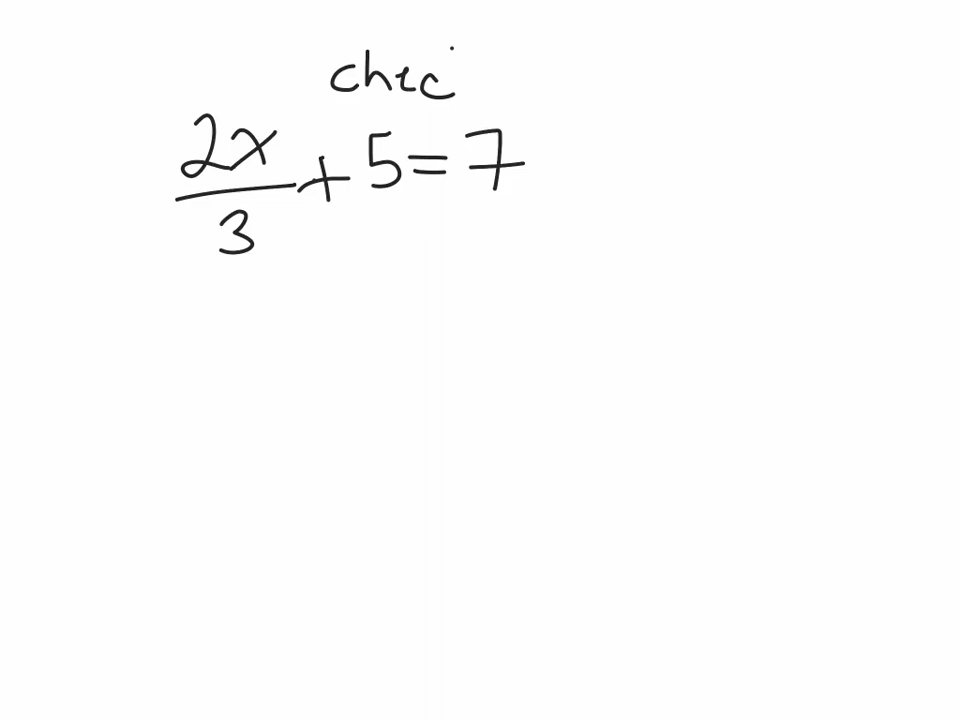 chec
2x/3 + 5 = 7